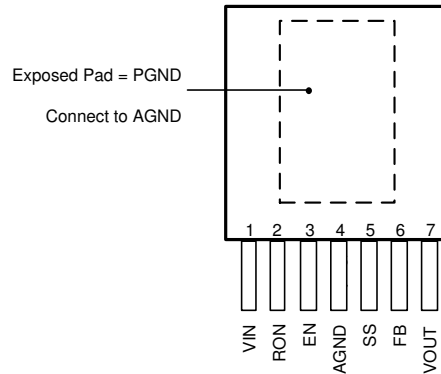 Exposed Pad = PGND
Connect to AGND
1 2 3 4 5 6 7
VIN
RON
EN
AGND
SS
FB
VOUT